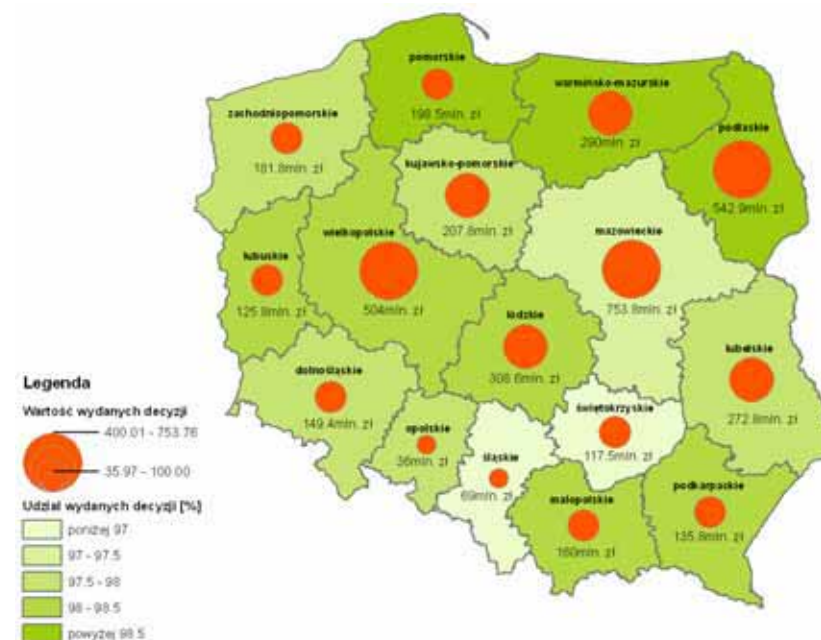 pomorskie
198.5mln. zł
warmińsko-mazurskie
290mln. zł
podlaskie
542.9mln. zł
zachodniopomorskie
181.8mln. zł
kujawsko-pomorskie
207.8mln. zł
mazowieckie
753.8mln. zł
wielkopolskie
504mln. zł
lubuskie
125.8mln. zł
łódzkie
308.6mln. zł
lubelskie
272.8mln. zł
dolnośląskie
149.4mln. zł
opolskie
36mln. zł
śląskie
69mln. zł
świętokrzyskie
117.5mln. zł
małopolskie
160mln. zł
podkarpackie
135.8mln. zł
Legenda
Wartość wydanych decyzji
400.01 - 753.76
35.97 - 100.00
Udział wydanych decyzji [%]
poniżej 97
97 - 97.5
97.5 - 98
98 - 98.5
powyżej 98.5